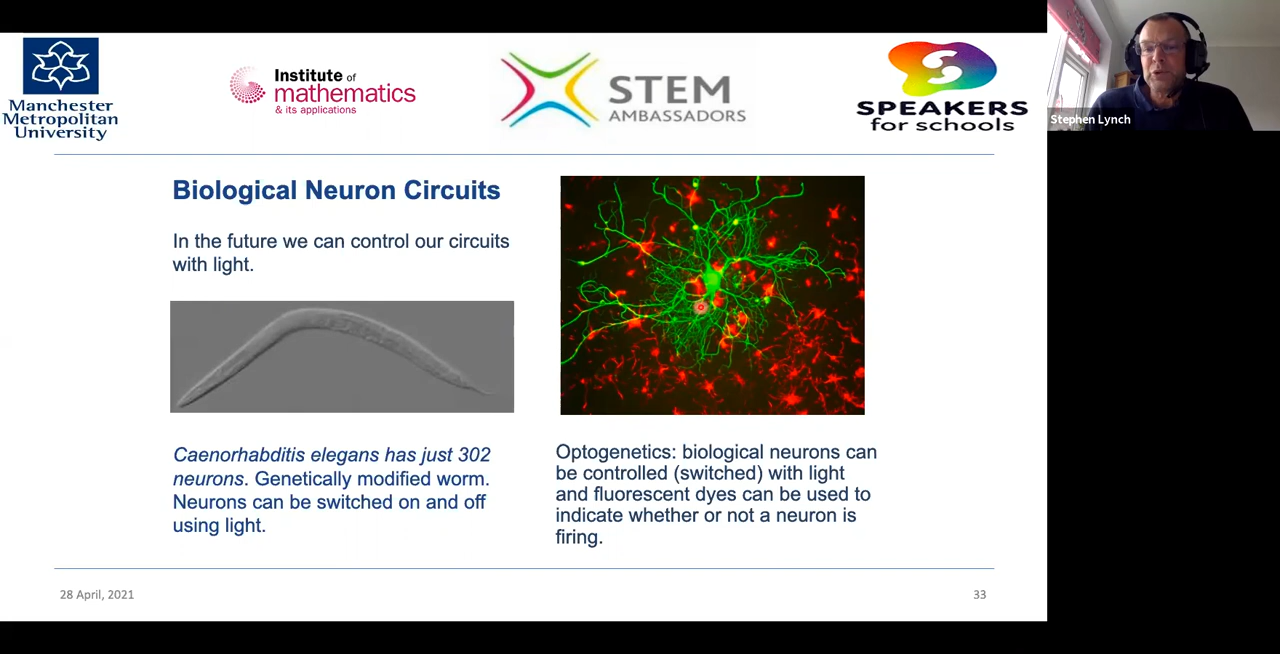 Manchester
Metropolitan
University
Institute of
mathematics
& its applications
STEM
AMBASSADORS
SPEAKERS
for schools
Stephen Lynch
Biological Neuron Circuits
In the future we can control our circuits
with light.
Caenorhabditis elegans has just 302
neurons. Genetically modified worm.
Neurons can be switched on and off
using light.
Optogenetics: biological neurons can
be controlled (switched) with light
and fluorescent dyes can be used to
indicate whether or not a neuron is
firing.
28 April, 2021
33